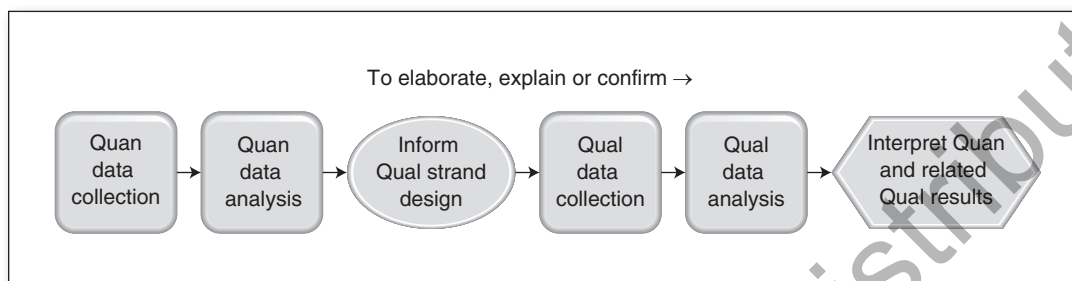 To elaborate, explain or confirm →
Quan
data
collection
Quan
data
analysis
Inform
Qual strand
design
Qual
data
collection
Qual
data
analysis
Interpret Quan
and related
Qual results